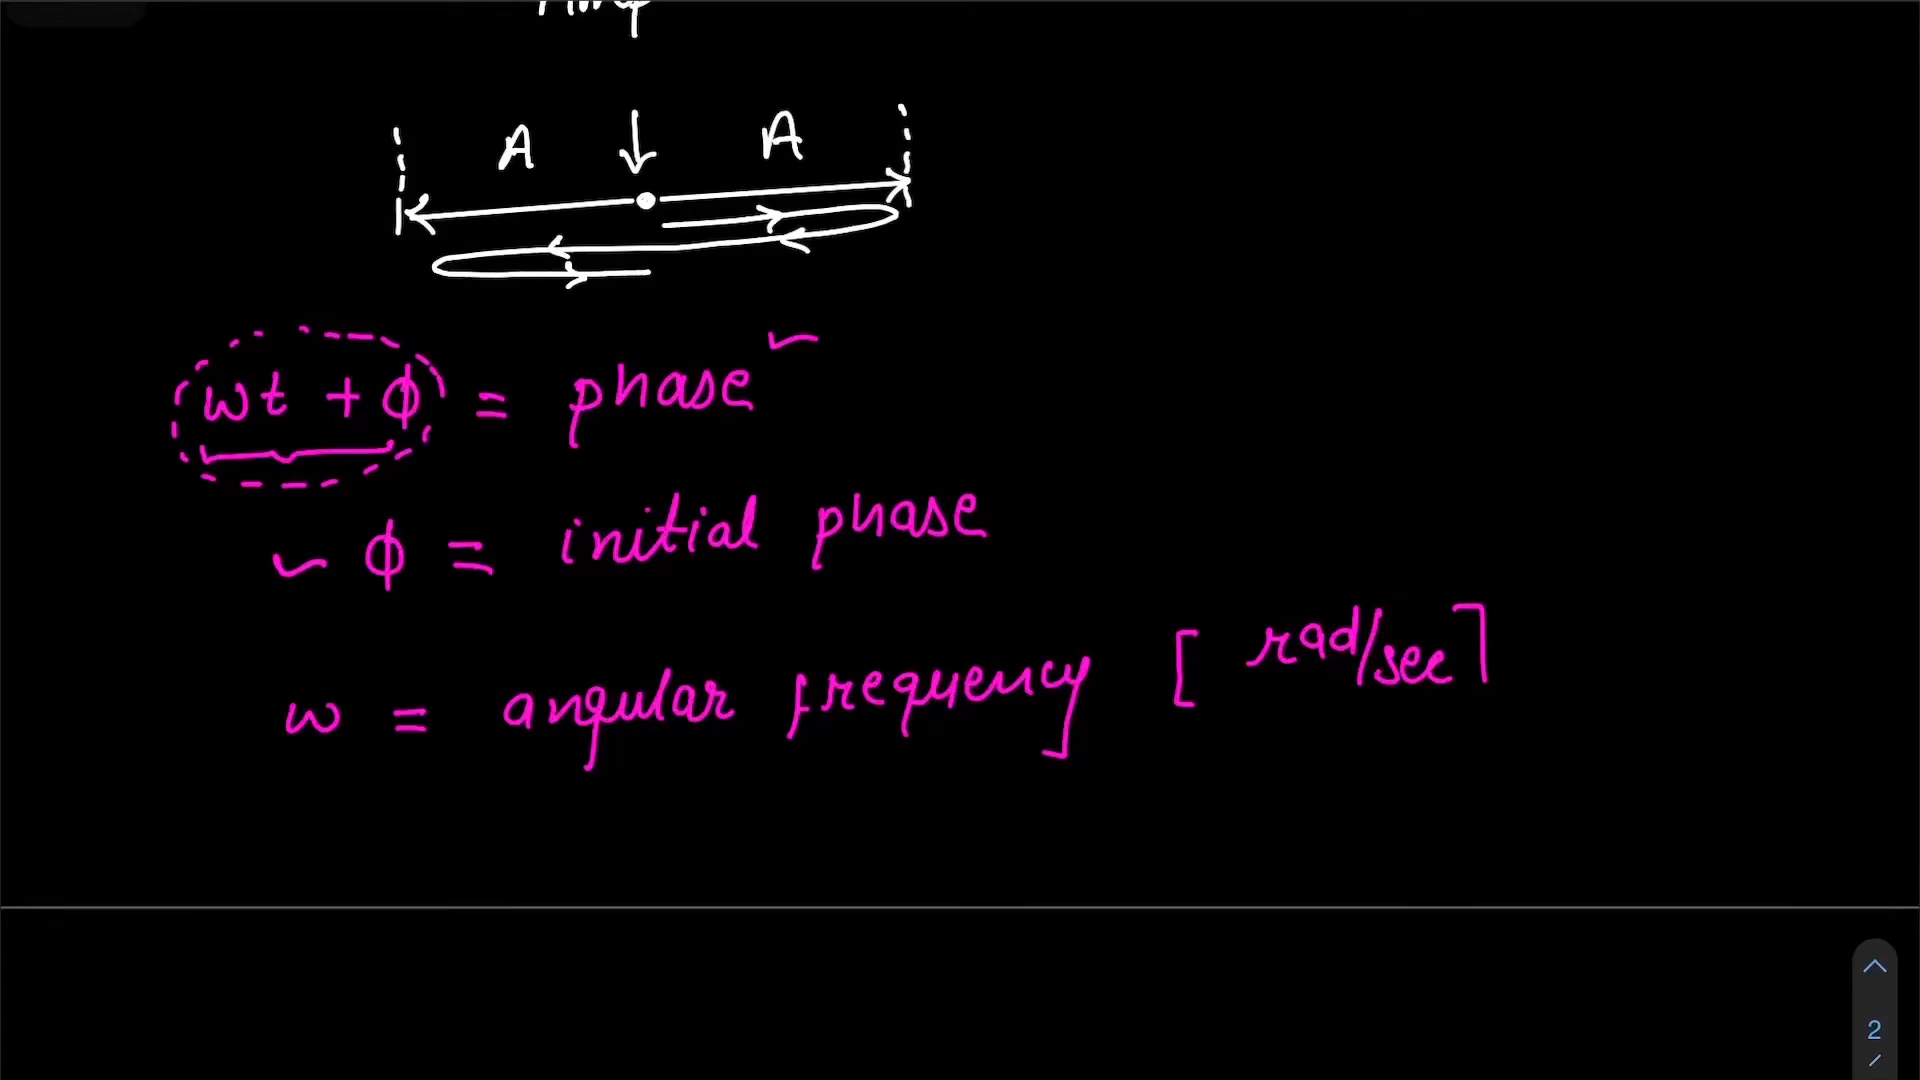 A A
ωt + ϕ = phase
ϕ = initial phase
ω = angular frequency [rad/sec]
2